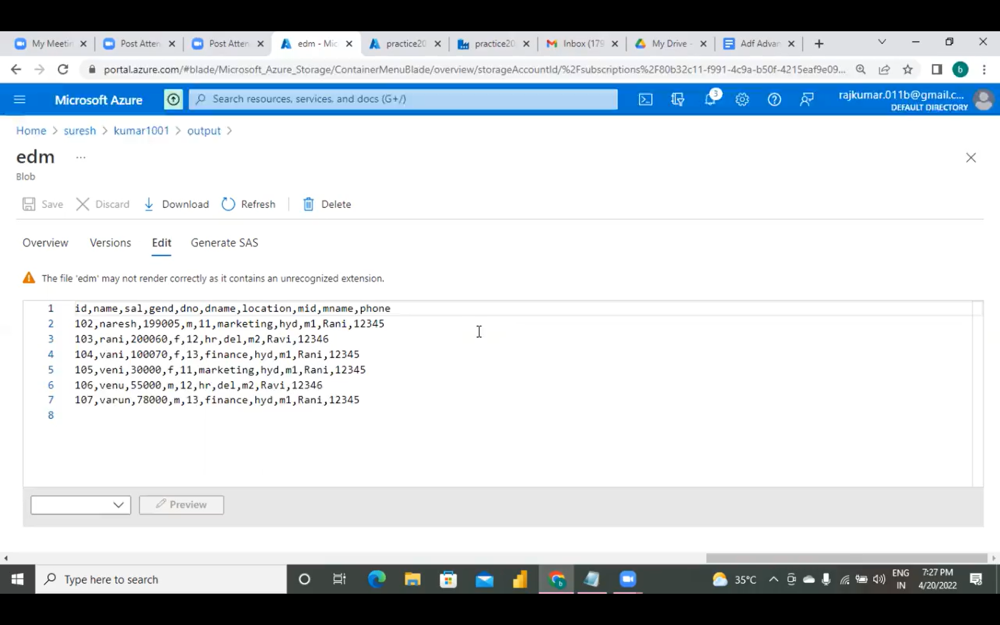 My Meetin
Post Atten
Post Atten
edm - Mic
practice20
practice20
Inbox (179
My Drive -
Adf Advan
portal.azure.com/#blade/Microsoft_Azure_Storage/ContainerMenuBlade/overview/storageAccountId/%2Fsubscriptions%2F80b32c11-f991-4c9a-b50f-4215eaf9e09...
b
Microsoft Azure
Search resources, services, and docs (G+/)
3
rajkumar.011b@gmail.c...
DEFAULT DIRECTORY
Home > suresh > kumar1001 > output >
edm ...
Blob
Save Discard Download Refresh Delete
Overview Versions Edit Generate SAS
The file 'edm' may not render correctly as it contains an unrecognized extension.
1 id,name,sal,gend,dno,dname,location,mid,mname,phone
2 102,naresh,199005,m,11,marketing,hyd,m1,Rani,12345
3 103,rani,200060,f,12,hr,del,m2,Ravi,12346
4 104,vani,100070,f,13,finance,hyd,m1,Rani,12345
5 105,veni,30000,f,11,marketing,hyd,m1,Rani,12345
6 106,venu,55000,m,12,hr,del,m2,Ravi,12346
7 107,varun,78000,m,13,finance,hyd,m1,Rani,12345
8
Preview
Type here to search
b
35°C
ENG
IN
7:27 PM
4/20/2022